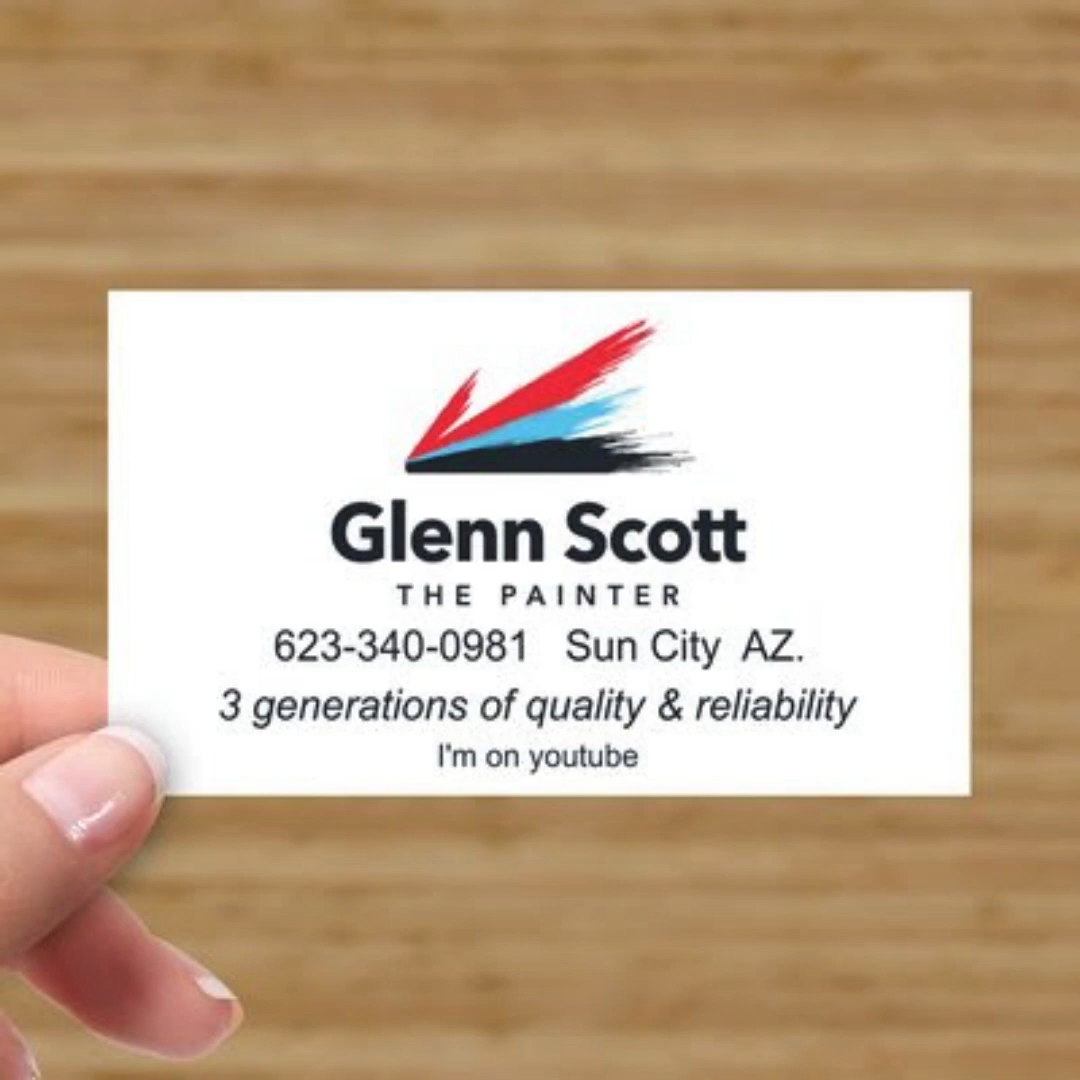 Glenn Scott
THE PAINTER
623-340-0981 Sun City AZ.
3 generations of quality & reliability
I'm on youtube